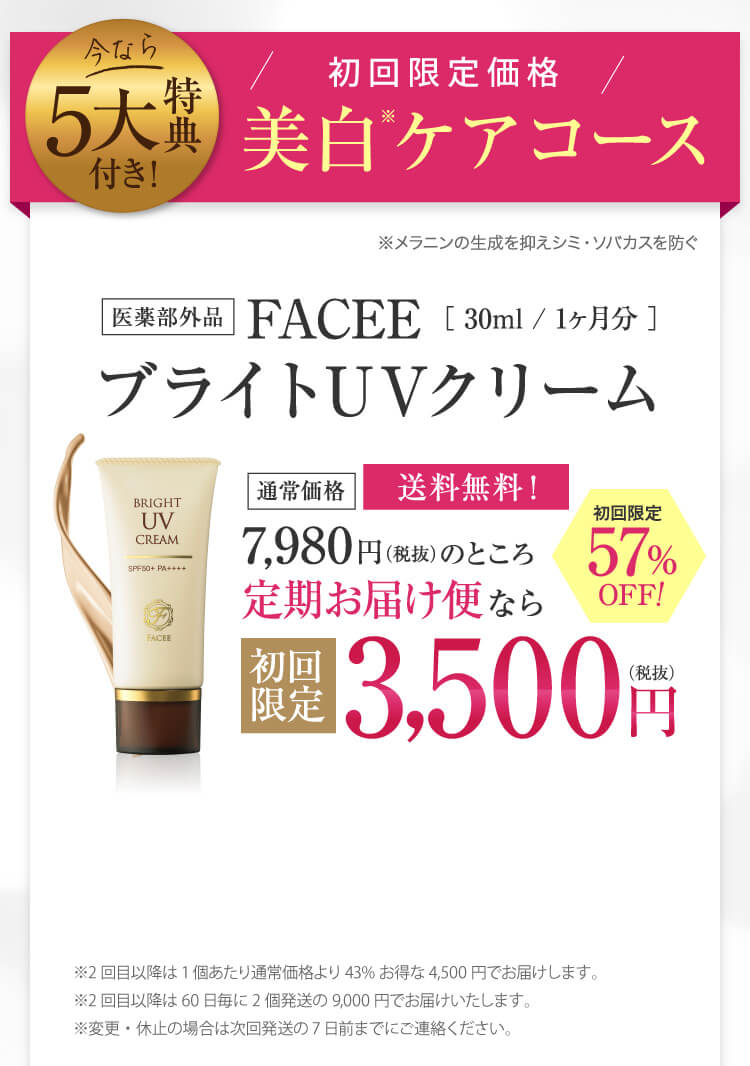 今なら
5大特典
付き!
初回限定価格
美白※ケアコース
※メラニンの生成を抑えシミ・ソバカスを防ぐ
医薬部外品 FACEE [ 30ml / 1ヶ月分 ]
ブライトUVクリーム
BRIGHT
UV
CREAM
SPF50+ PA++++
FACEE
通常価格 送料無料!
7,980円(税抜)のところ
定期お届け便なら
初回限定
57%
OFF!
初回
限定
3,500円(税抜)
※2回目以降は1個あたり通常価格より43%お得な4,500円でお届けします。
※2回目以降は60日毎に2個発送の9,000円でお届けいたします。
※変更・休止の場合は次回発送の7日前までにご連絡ください。